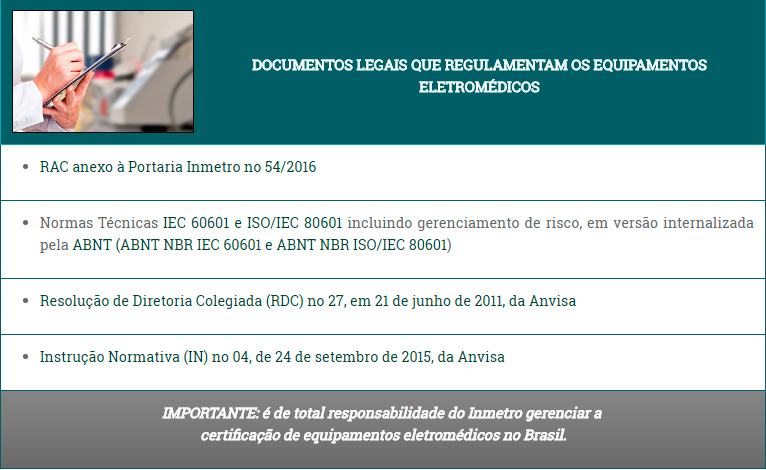 DOCUMENTOS LEGAIS QUE REGULAMENTAM OS EQUIPAMENTOS
ELETROMÉDICOS
RAC anexo à Portaria Inmetro no 54/2016
Normas Técnicas IEC 60601 e ISO/IEC 80601 incluindo gerenciamento de risco, em versão internalizada
pela ABNT (ABNT NBR IEC 60601 e ABNT NBR ISO/IEC 80601)
Resolução de Diretoria Colegiada (RDC) no 27, em 21 de junho de 2011, da Anvisa
Instrução Normativa (IN) no 04, de 24 de setembro de 2015, da Anvisa
IMPORTANTE: é de total responsabilidade do Inmetro gerenciar a
certificação de equipamentos eletromédicos no Brasil.